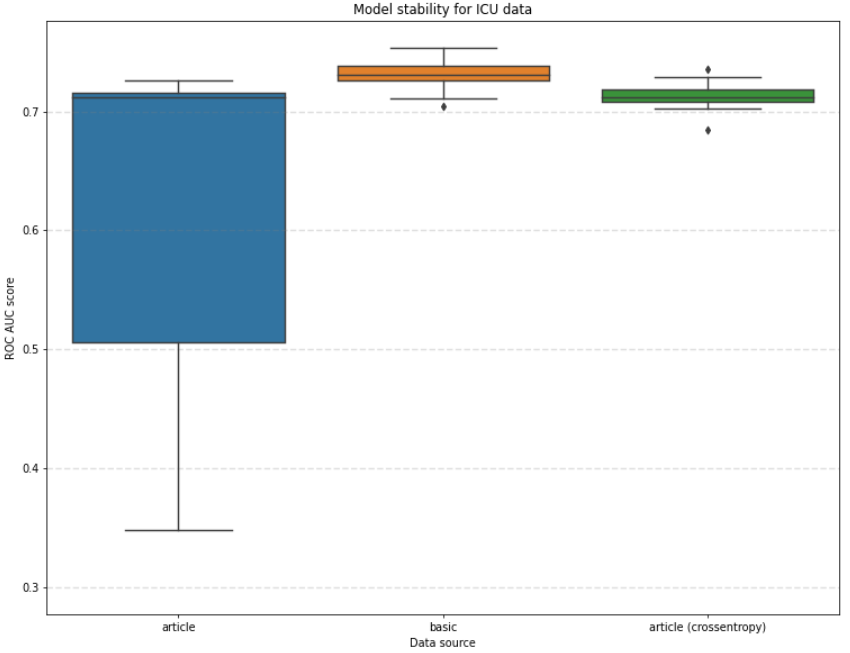 Model stability for ICU data
ROC AUC score
0.7
0.6
0.5
0.4
0.3
article
basic
article (crossentropy)
Data source